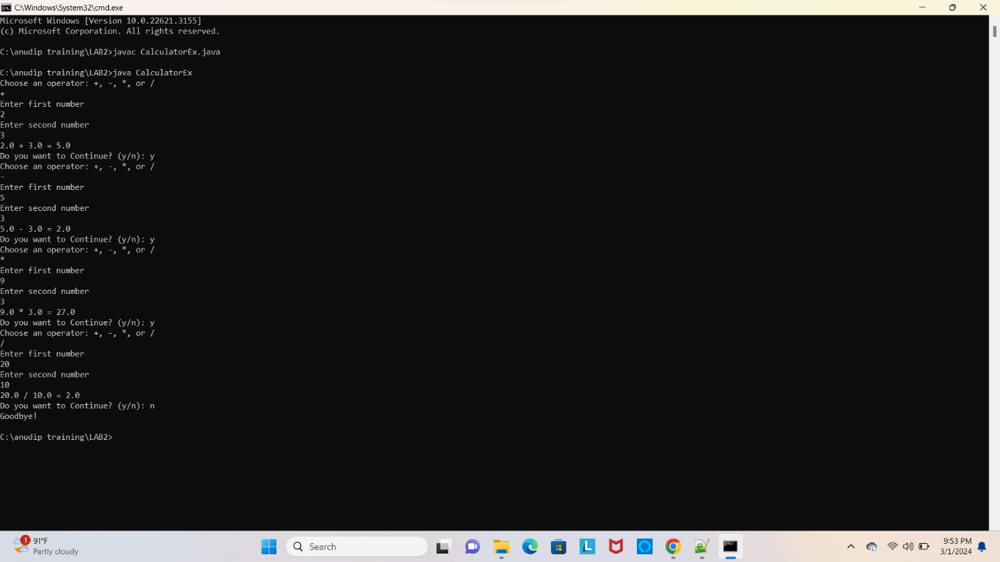 C:\Windows\System32\cmd.exe
Microsoft Windows [Version 10.0.22621.3155]
(c) Microsoft Corporation. All rights reserved.
C:\anudip training\LAB2>javac CalculatorEx.java
C:\anudip training\LAB2>java CalculatorEx
Choose an operator: +, -, *, or /
+
Enter first number
2
Enter second number
3
2.0 + 3.0 = 5.0
Do you want to Continue? (y/n): y
Choose an operator: +, -, *, or /
-
Enter first number
5
Enter second number
3
5.0 - 3.0 = 2.0
Do you want to Continue? (y/n): y
Choose an operator: +, -, *, or /
*
Enter first number
9
Enter second number
3
9.0 * 3.0 = 27.0
Do you want to Continue? (y/n): y
Choose an operator: +, -, *, or /
/
Enter first number
20
Enter second number
10
20.0 / 10.0 = 2.0
Do you want to Continue? (y/n): n
Goodbye!
C:\anudip training\LAB2>
1
91°F
Partly cloudy
Search
L
9:53 PM
3/1/2024